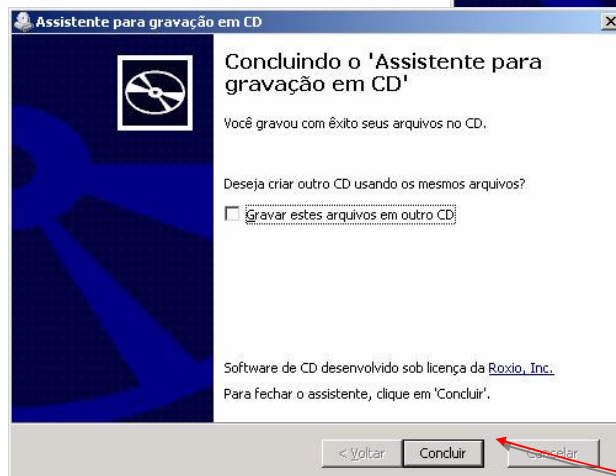 Assistente para gravação em CD
Concluindo o 'Assistente para
gravação em CD'
Você gravou com êxito seus arquivos no CD.
Deseja criar outro CD usando os mesmos arquivos?
Gravar estes arquivos em outro CD
Software de CD desenvolvido sob licença da Roxio, Inc.
Para fechar o assistente, clique em 'Concluir'.
< Voltar Concluir Cancelar